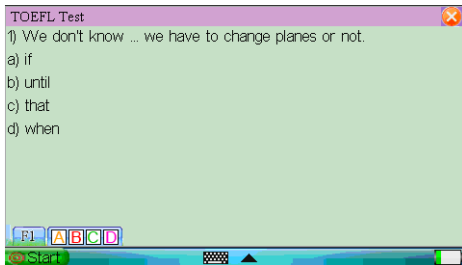 TOEFL Test
1) We don't know ... we have to change planes or not.
a) if
b) until
c) that
d) when
F1 A B C D
Start